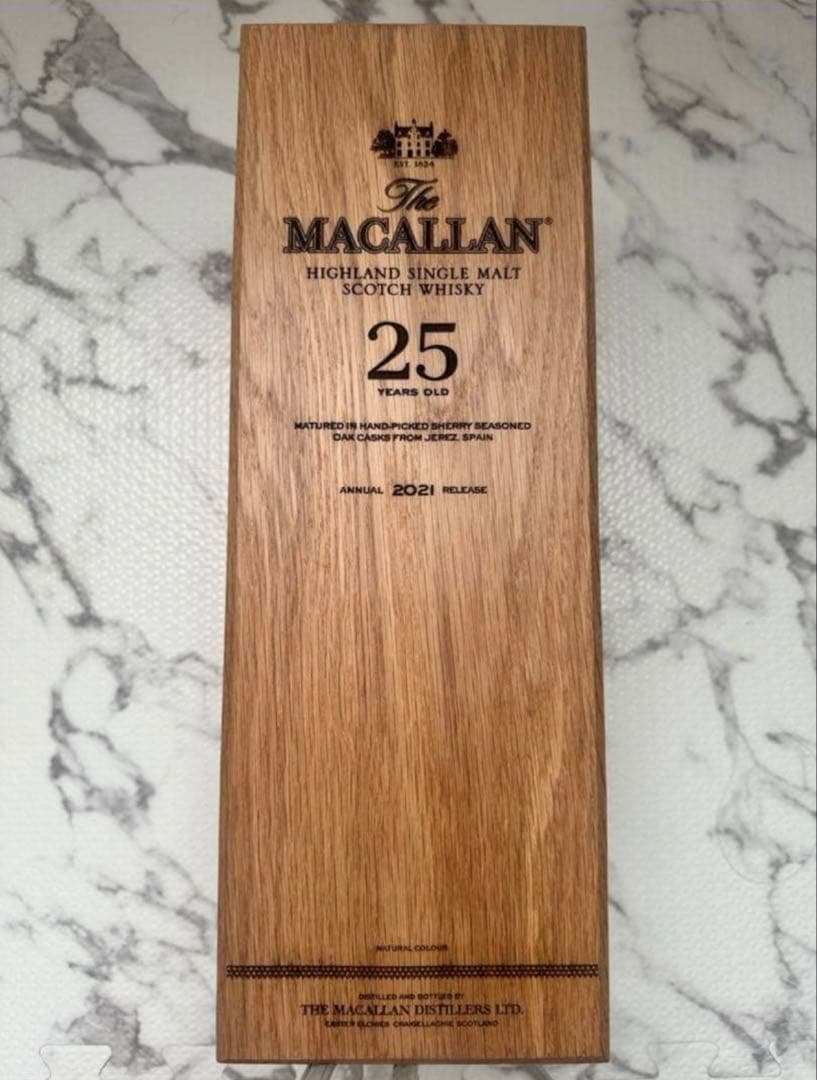 EST. 1824
The
MACALLAN®
HIGHLAND SINGLE MALT
SCOTCH WHISKY
25
YEARS OLD
MATURED IN HAND-PICKED SHERRY SEASONED
OAK CASKS FROM JEREZ, SPAIN
ANNUAL 2021 RELEASE
NATURAL COLOUR
DISTILLED AND BOTTLED BY
THE MACALLAN DISTILLERS LTD.
EASTER ELCHIES CRAIGELLACHIE SCOTLAND